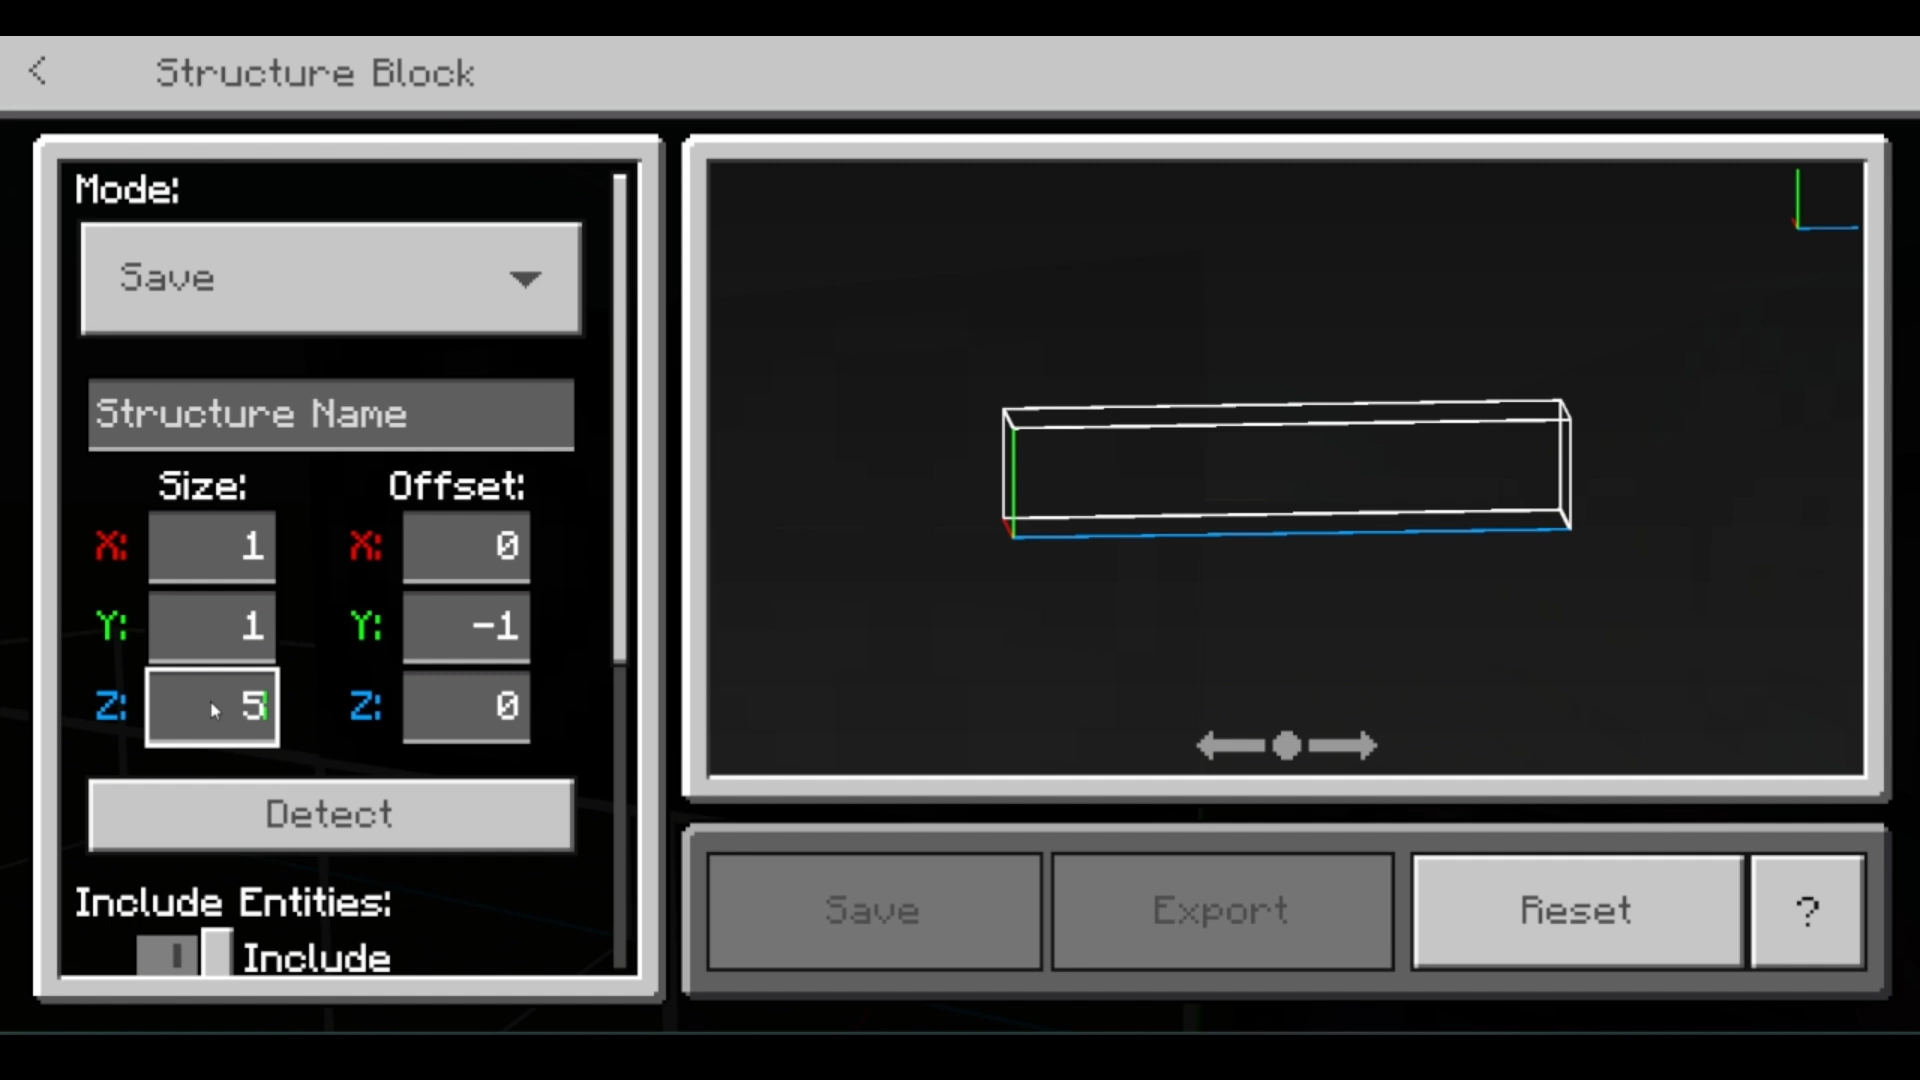 < Structure Block
Mode:
Save
Structure Name
Size: Offset:
X: 1 X: 0
Y: 1 Y: -1
Z: 5 Z: 0
Detect
Include Entities:
Include
Save Export Reset ?